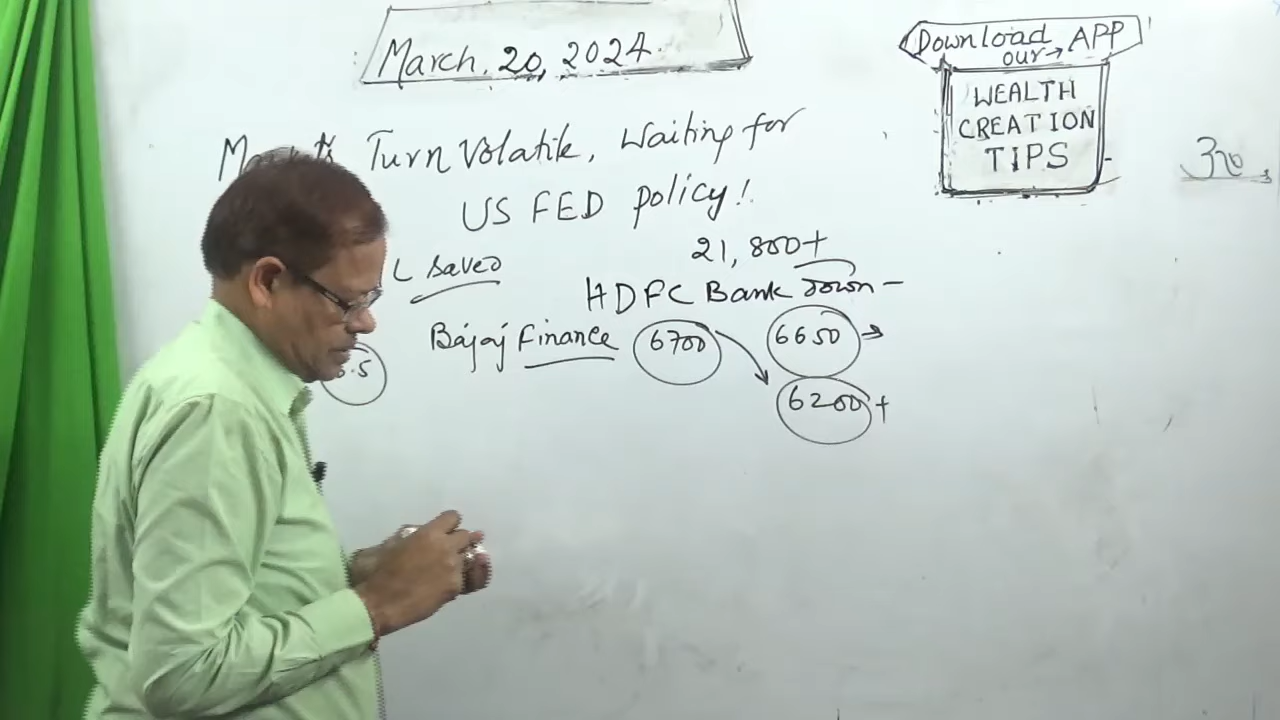 March. 20, 2024.
Download our → APP
WEALTH
CREATION
TIPS
Turn Volatile, Waiting for
US FED policy!
21,800+
L saved
HDFC Bank down -
Bajaj Finance 6700 6650 →
6200 +
.5